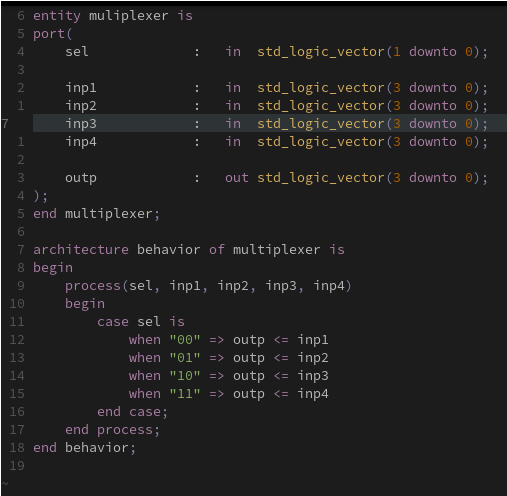 6 entity muliplexer is
5 port(
4     sel             :   in  std_logic_vector(1 downto 0);
3
2     inp1            :   in  std_logic_vector(3 downto 0);
1     inp2            :   in  std_logic_vector(3 downto 0);
7     inp3            :   in  std_logic_vector(3 downto 0);
1     inp4            :   in  std_logic_vector(3 downto 0);
2
3     outp            :   out std_logic_vector(3 downto 0);
4 );
5 end multiplexer;
6
7 architecture behavior of multiplexer is
8 begin
9     process(sel, inp1, inp2, inp3, inp4)
10     begin
11         case sel is
12             when "00" => outp <= inp1
13             when "01" => outp <= inp2
14             when "10" => outp <= inp3
15             when "11" => outp <= inp4
16         end case;
17     end process;
18 end behavior;
19
~